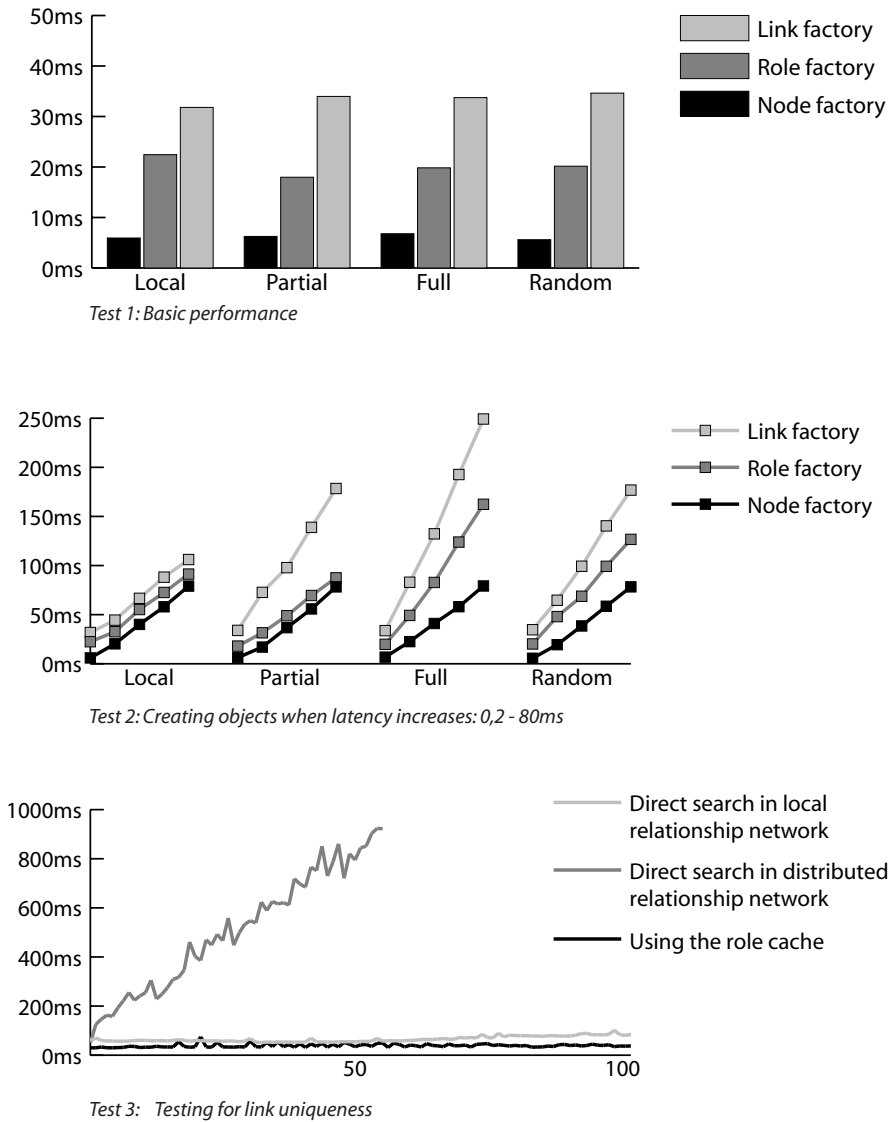 50ms
40ms
30ms
20ms
10ms
0ms
Local
Partial
Full
Random
Link factory
Role factory
Node factory
Test 1: Basic performance
250ms
200ms
150ms
100ms
50ms
0ms
Local
Partial
Full
Random
Link factory
Role factory
Node factory
Test 2: Creating objects when latency increases: 0,2 - 80ms
1000ms
800ms
600ms
400ms
200ms
0ms
50
100
Direct search in local
relationship network
Direct search in distributed
relationship network
Using the role cache
Test 3: Testing for link uniqueness